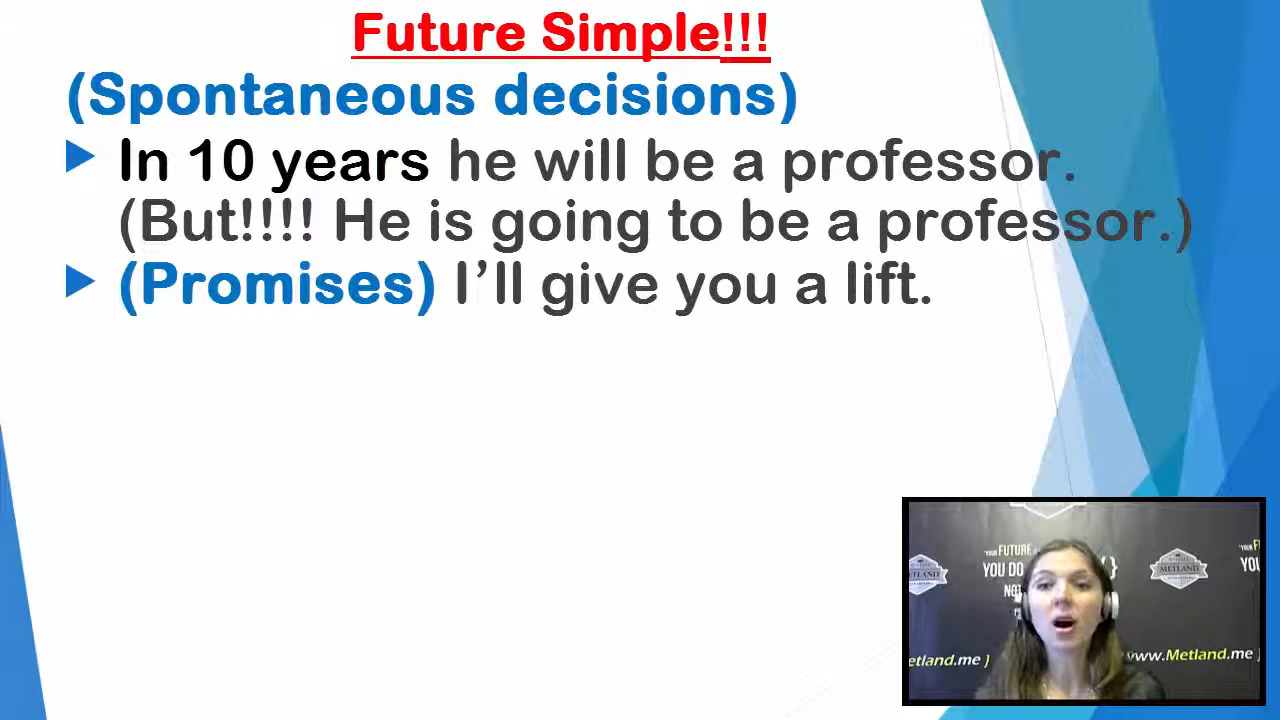 Future Simple!!!
(Spontaneous decisions)
In 10 years he will be a professor.
(But!!!! He is going to be a professor.)
(Promises) I'll give you a lift.
"YOUR FUTURE
YOU DO
METLAND
etland.me }
www.Metland.me }